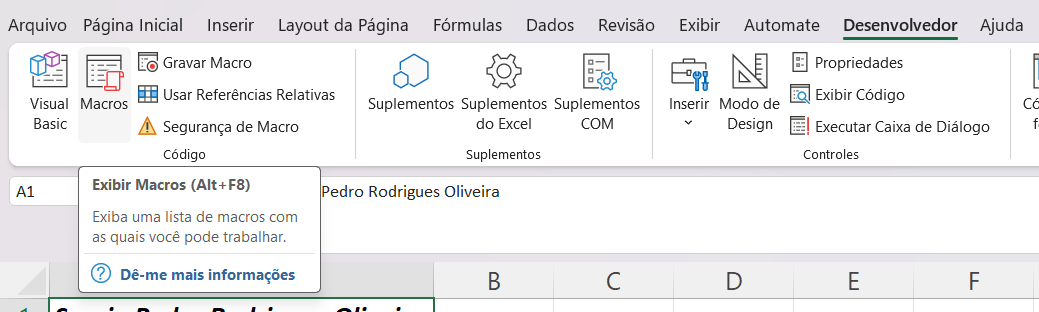 Arquivo Página Inicial Inserir Layout da Página Fórmulas Dados Revisão Exibir Automate Desenvolvedor Ajuda
Visual Basic
Macros
Gravar Macro
Usar Referências Relativas
Segurança de Macro
Código
Suplementos
Suplementos do Excel
Suplementos COM
Suplementos
Inserir
Modo de Design
Propriedades
Exibir Código
Executar Caixa de Diálogo
Controles
A1
Pedro Rodrigues Oliveira
Exibir Macros (Alt+F8)
Exiba uma lista de macros com
as quais você pode trabalhar.
Dê-me mais informações
B C D E F
1
Pedro Rodrigues Oliveira